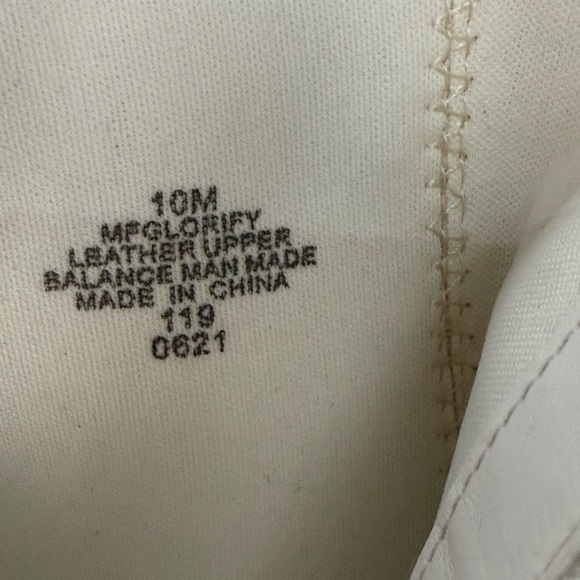 10M
MFGLORIFY
LEATHER UPPER
BALANCE MAN MADE
MADE IN CHINA
119
0621